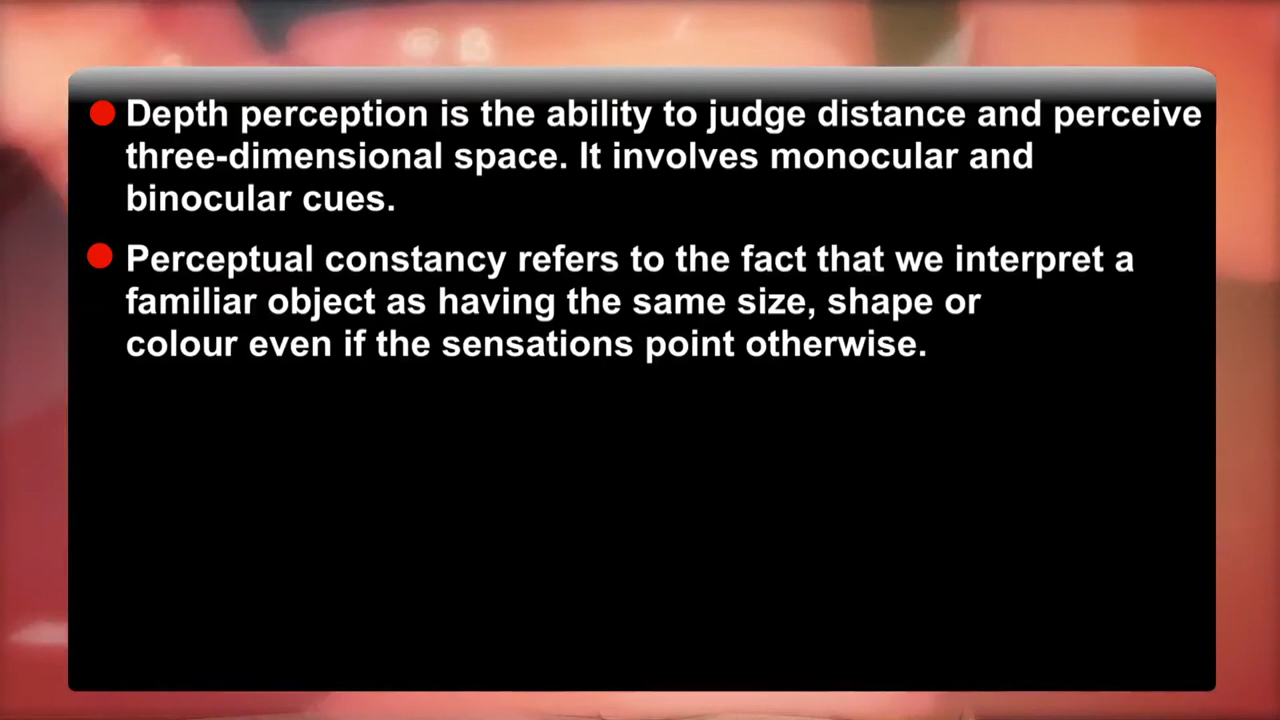 Depth perception is the ability to judge distance and perceive
three-dimensional space. It involves monocular and
binocular cues.
Perceptual constancy refers to the fact that we interpret a
familiar object as having the same size, shape or
colour even if the sensations point otherwise.